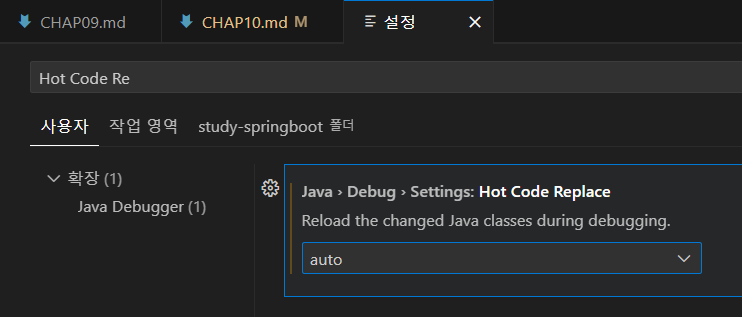 CHAP09.md
CHAP10.md M
설정
Hot Code Re
사용자 작업 영역 study-springboot 폴더
확장 (1)
Java Debugger (1)
Java › Debug › Settings: Hot Code Replace
Reload the changed Java classes during debugging.
auto